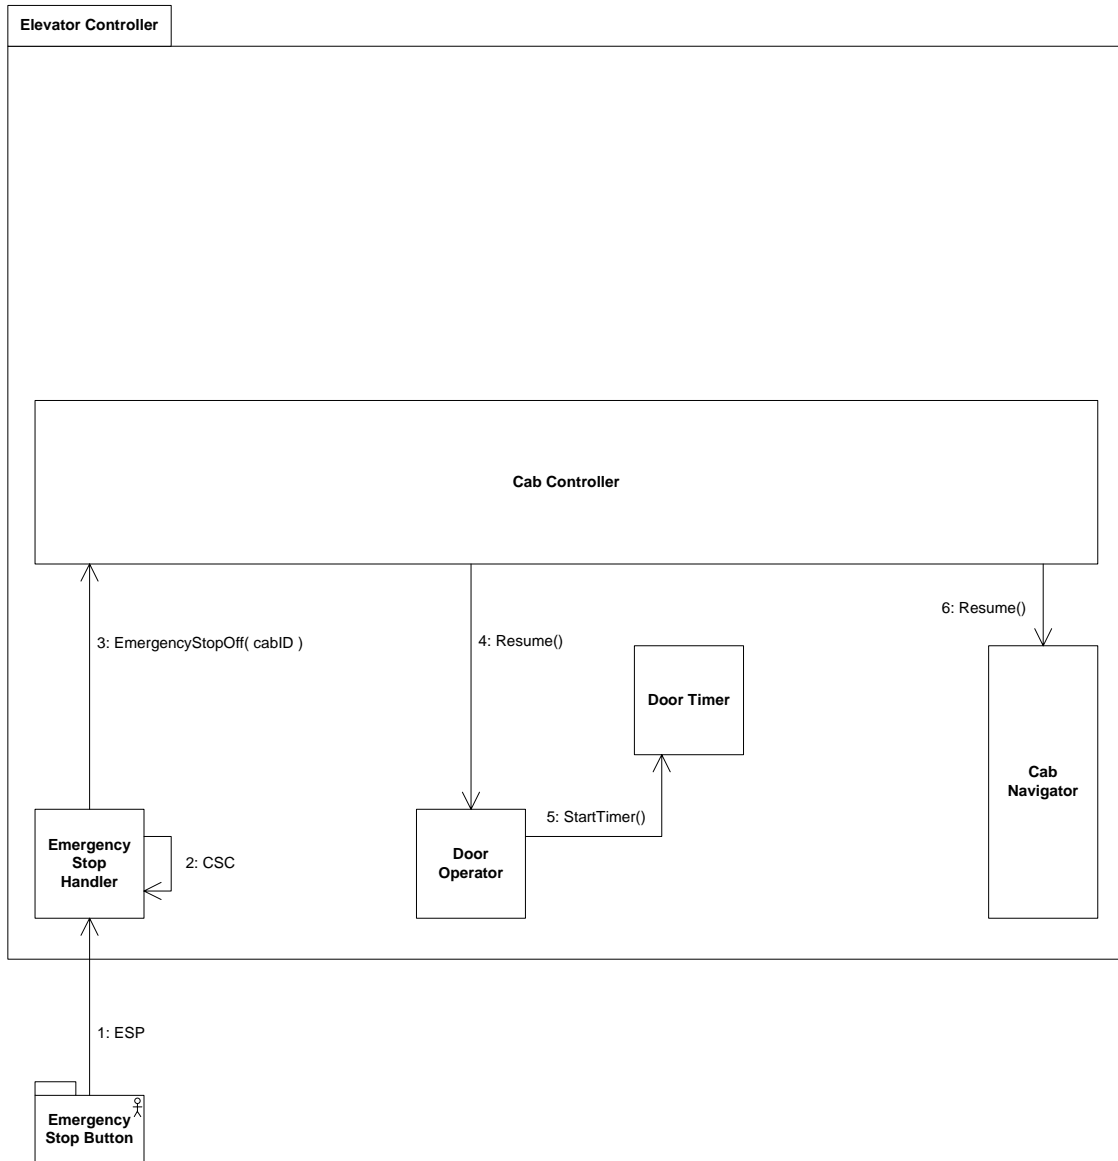 Elevator Controller
Cab Controller
6: Resume()
3: EmergencyStopOff( cabID )
4: Resume()
Door Timer
Cab
Navigator
5: StartTimer()
Emergency
Stop
Handler
2: CSC
Door
Operator
1: ESP
Emergency
Stop Button